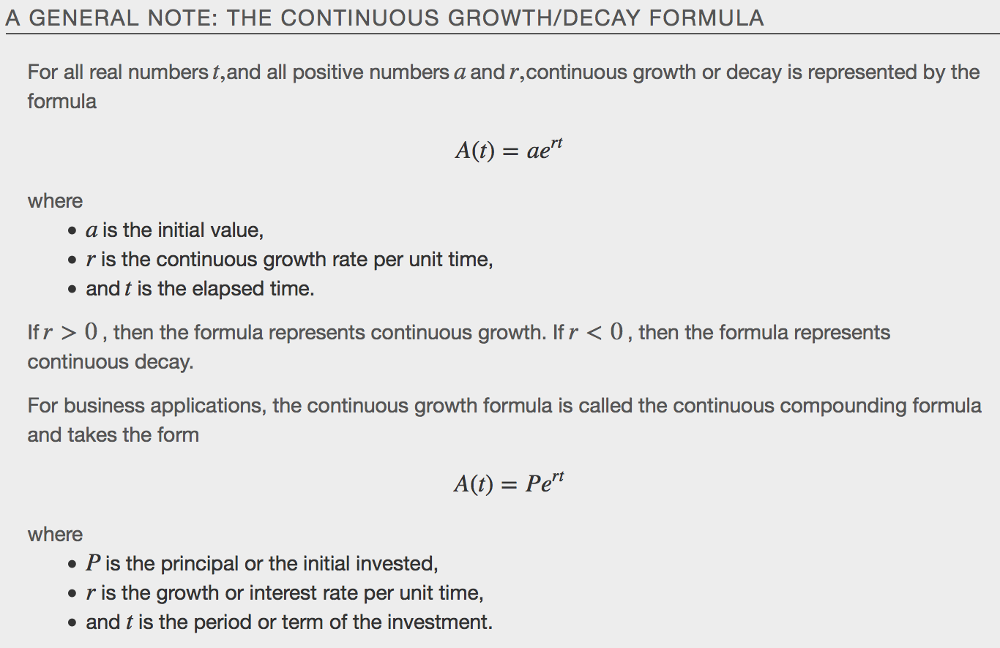 A GENERAL NOTE: THE CONTINUOUS GROWTH/DECAY FORMULA
For all real numbers t,and all positive numbers a and r,continuous growth or decay is represented by the
formula
A(t) = ae^{rt}
where
• a is the initial value,
• r is the continuous growth rate per unit time,
• and t is the elapsed time.
If r > 0 , then the formula represents continuous growth. If r < 0 , then the formula represents
continuous decay.
For business applications, the continuous growth formula is called the continuous compounding formula
and takes the form
A(t) = Pe^{rt}
where
• P is the principal or the initial invested,
• r is the growth or interest rate per unit time,
• and t is the period or term of the investment.